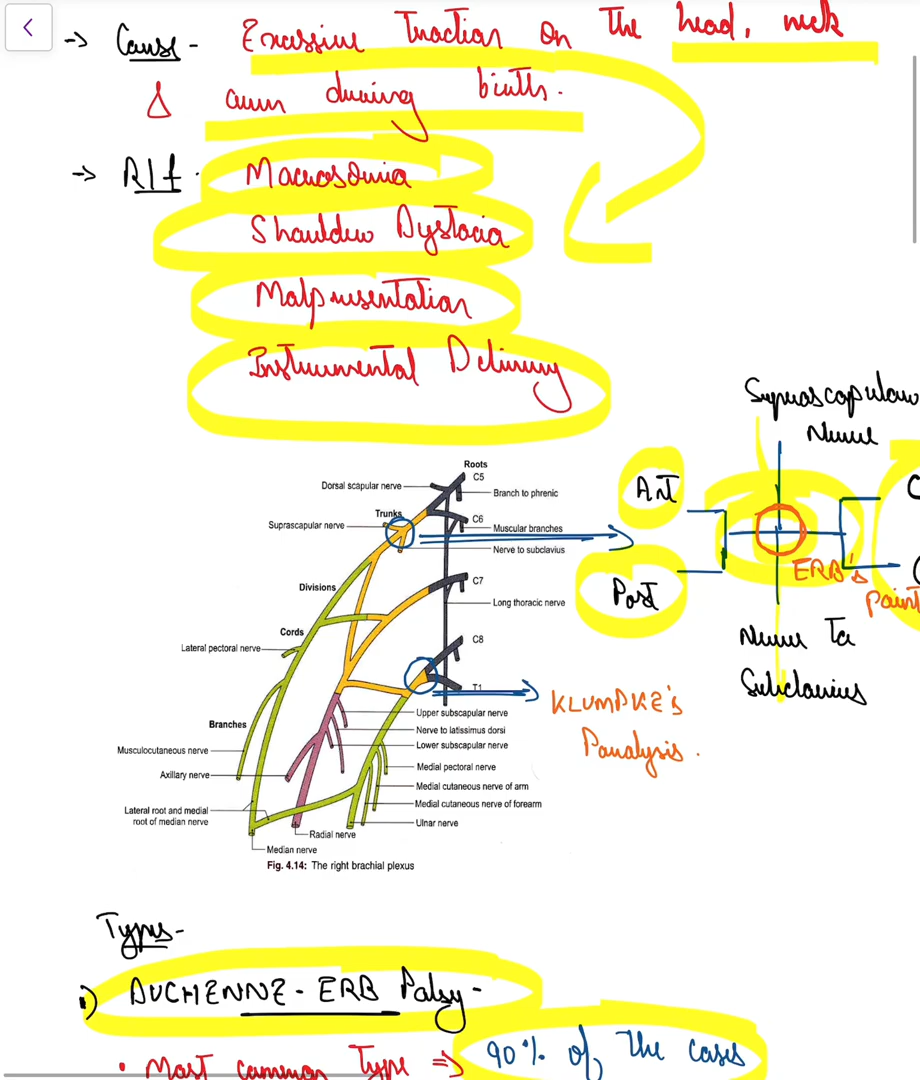 → Cause - Excessive Traction on the head, neck
& arm during birth.
→ R/f. Macrosomia
Shoulder Dystocia
Malpresentation
Instrumental Delivery
Suprascapular
Nerve
Ant
Post
C
C
ERB's
Point
Nerve To
Subclavius
KLUMPKE's
Paralysis.
Roots
C5
Dorsal scapular nerve
Branch to phrenic
Trunks
C6
Suprascapular nerve
Muscular branches
Nerve to subclavius
Divisions
C7
Long thoracic nerve
Cords
C8
Lateral pectoral nerve
T1
Upper subscapular nerve
Branches
Nerve to latissimus dorsi
Lower subscapular nerve
Musculocutaneous nerve
Medial pectoral nerve
Axillary nerve
Medial cutaneous nerve of arm
Medial cutaneous nerve of forearm
Lateral root and medial
root of median nerve
Ulnar nerve
Radial nerve
Median nerve
Fig. 4.14: The right brachial plexus
Types -
1) DUCHENNE - ERB Palsy -
• Most common Type ⇒ 90% of the cases